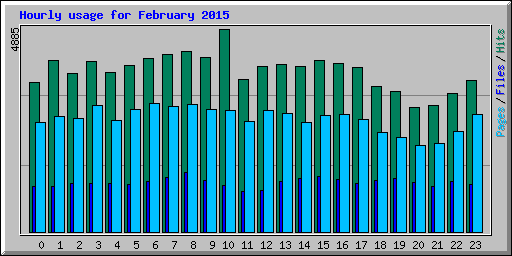 Hourly usage for February 2015
4885
Pages/Files/Hits
0 1 2 3 4 5 6 7 8 9 10 11 12 13 14 15 16 17 18 19 20 21 22 23